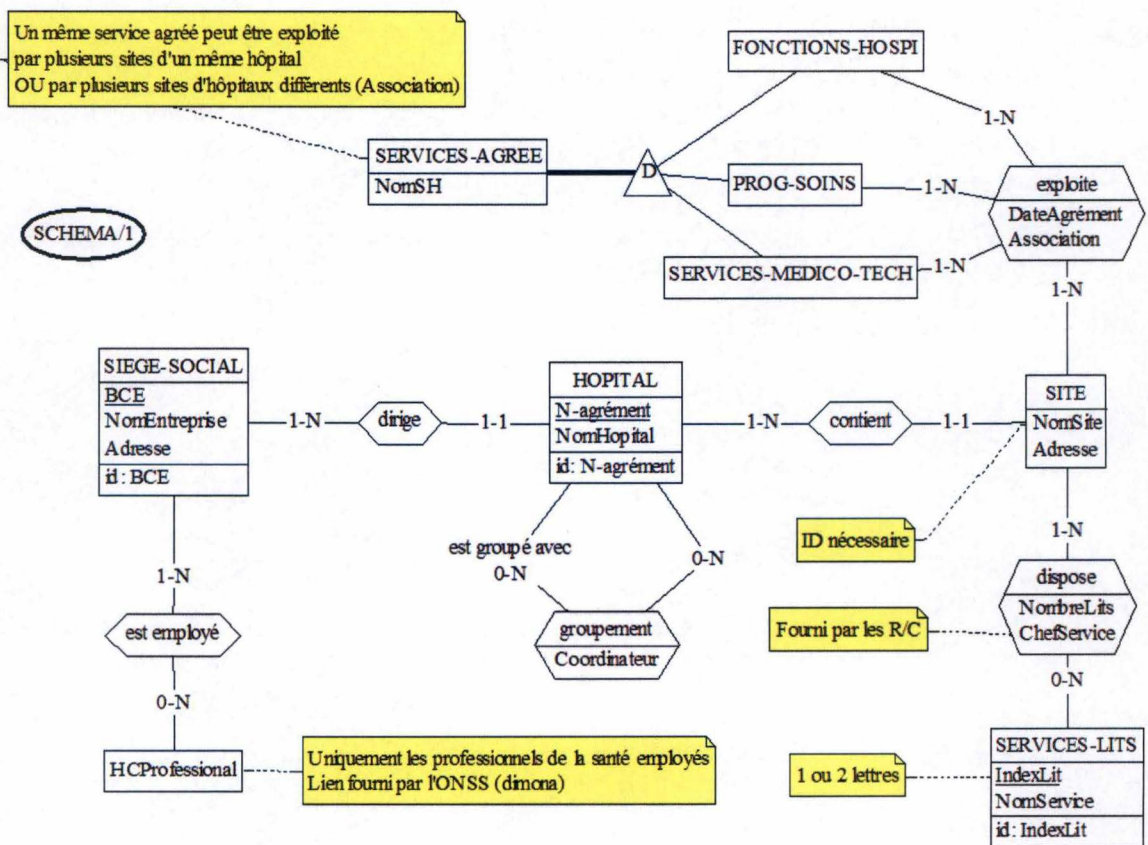 Un même service agréé peut être exploité
par plusieurs sites d'un même hôpital
OU par plusieurs sites d'hôpitaux différents (Association)
FONCTIONS-HOSPI
1-N
SERVICES-AGREE
NomSH
D
PROG-SOINS
1-N
exploite
DateAgrément
Association
SCHEMA/1
SERVICES-MEDICO-TECH
1-N
1-N
SIEGE-SOCIAL
BCE
NomEntreprise
Adresse
id: BCE
1-N
dirige
1-1
HOPITAL
N-agrément
NomHopital
id: N-agrément
1-N
contient
1-1
SITE
NomSite
Adresse
est groupé avec
0-N
0-N
ID nécessaire
1-N
1-N
est employé
groupement
Coordinateur
Fourni par les R/C
dispose
NombreLits
ChefService
0-N
0-N
HCProfessional
Uniquement les professionnels de la santé employés
Lien fourni par l'ONSS (dimona)
1 ou 2 lettres
SERVICES-LITS
IndexLit
NomService
id: IndexLit